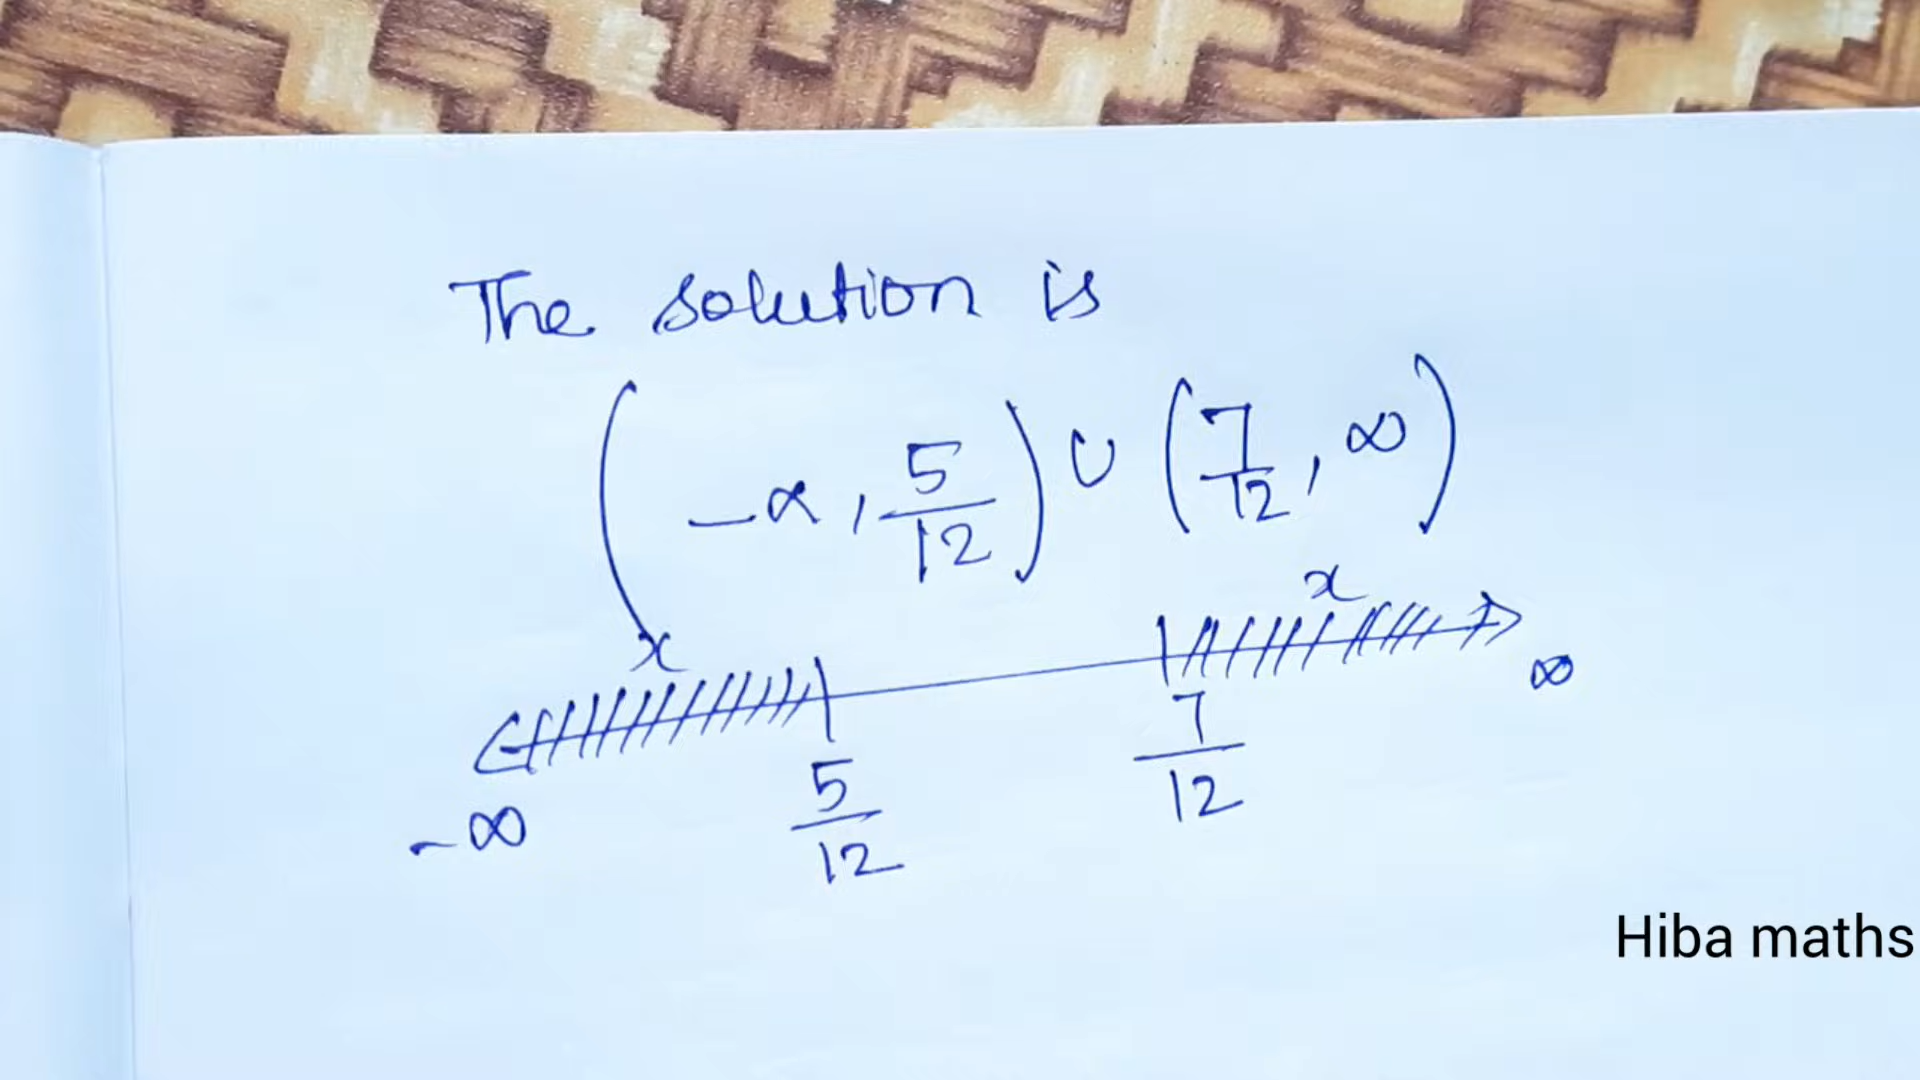 The solution is
(-∝, 5/12) ∪ (7/12, ∞)
x x
-∞ 5/12 7/12 ∞
Hiba maths